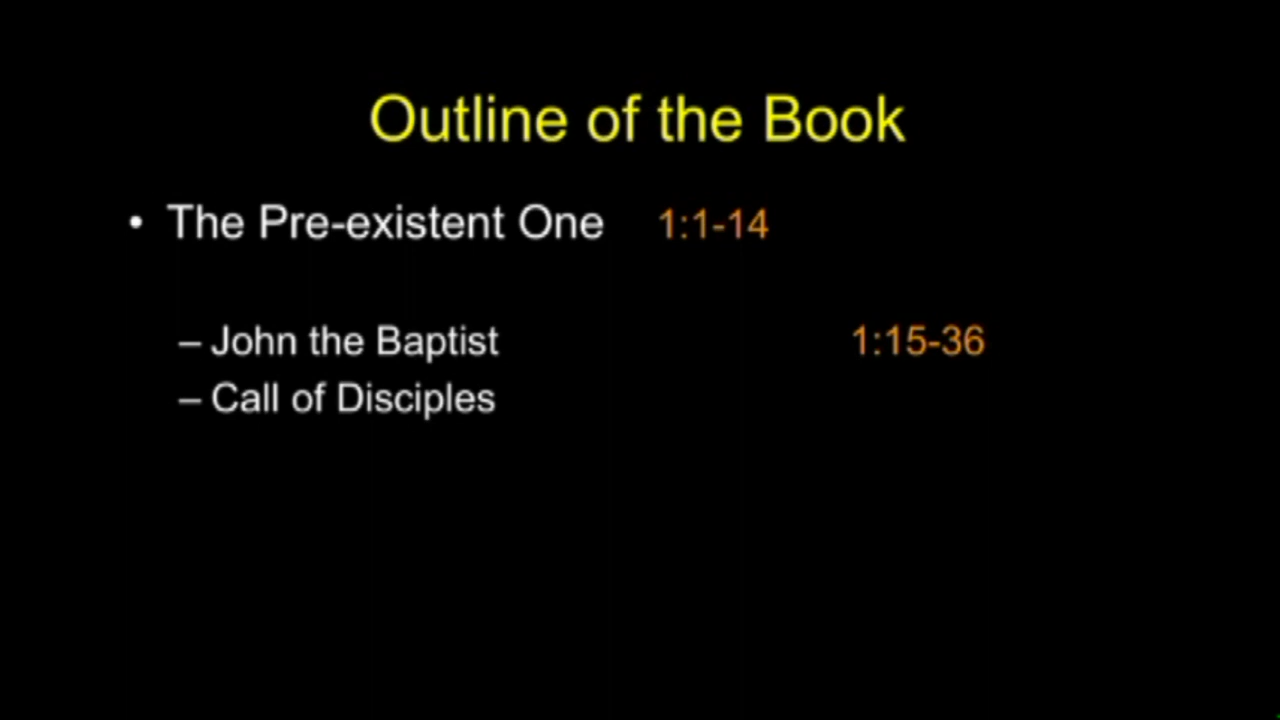 Outline of the Book
• The Pre-existent One 1:1-14
– John the Baptist 1:15-36
– Call of Disciples